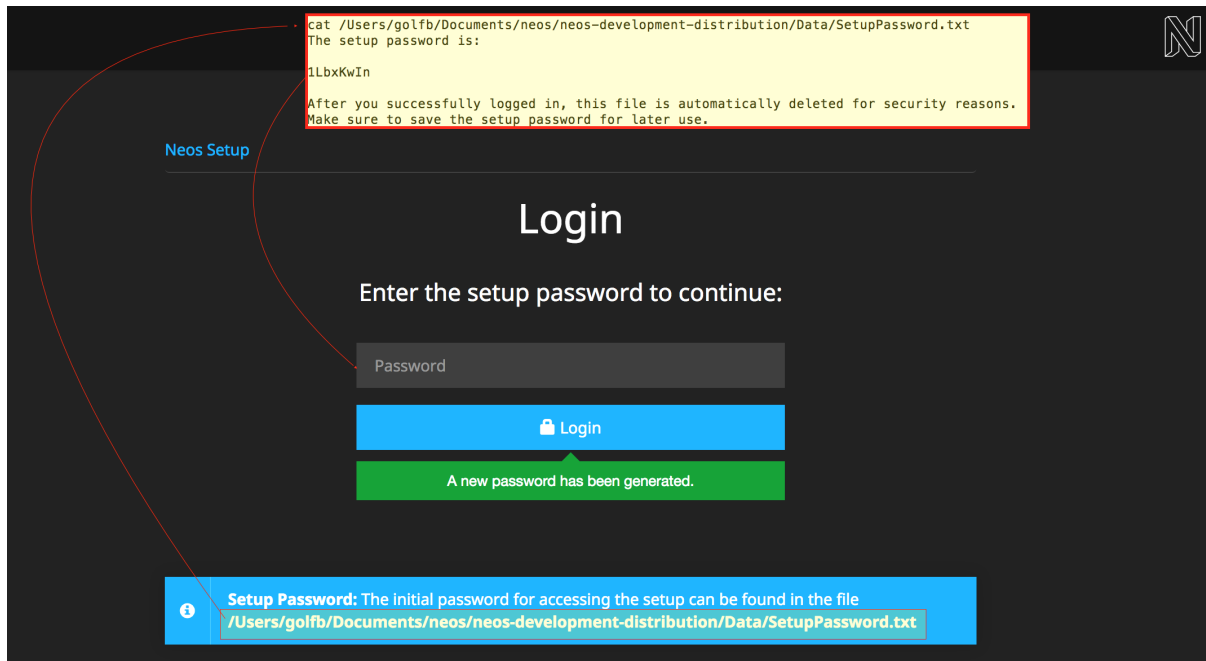 cat /Users/golfb/Documents/neos/neos-development-distribution/Data/SetupPassword.txt
The setup password is:
1LbxKwIn
After you successfully logged in, this file is automatically deleted for security reasons.
Make sure to save the setup password for later use.
Neos Setup
Login
Enter the setup password to continue:
Password
Login
A new password has been generated.
Setup Password: The initial password for accessing the setup can be found in the file
/Users/golfb/Documents/neos/neos-development-distribution/Data/SetupPassword.txt